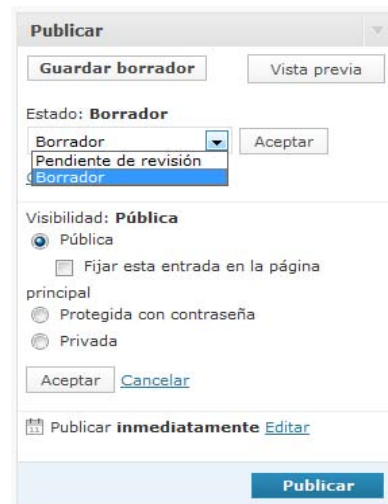 Publicar
Guardar borrador Vista previa
Estado: Borrador
Borrador Aceptar
Pendiente de revisión
Borrador
Visibilidad: Pública
Pública
Fijar esta entrada en la página
principal
Protegida con contraseña
Privada
Aceptar Cancelar
Publicar inmediatamente Editar
Publicar